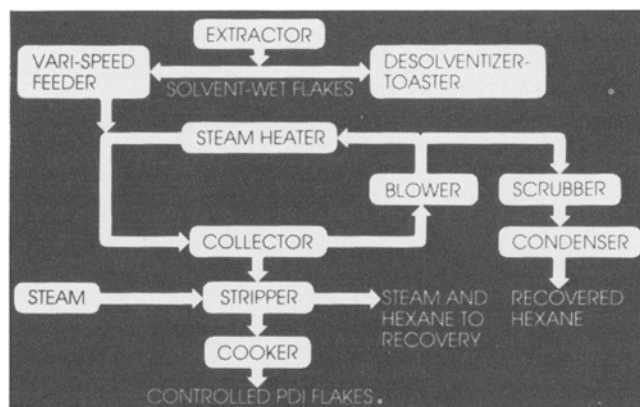 EXTRACTOR
VARI-SPEED
FEEDER
DESOLVENTIZER-
TOASTER
SOLVENT-WET FLAKES
STEAM HEATER
BLOWER
SCRUBBER
COLLECTOR
CONDENSER
STEAM
STRIPPER
STEAM AND
HEXANE TO
RECOVERY
RECOVERED
HEXANE
COOKER
CONTROLLED PDI FLAKES.